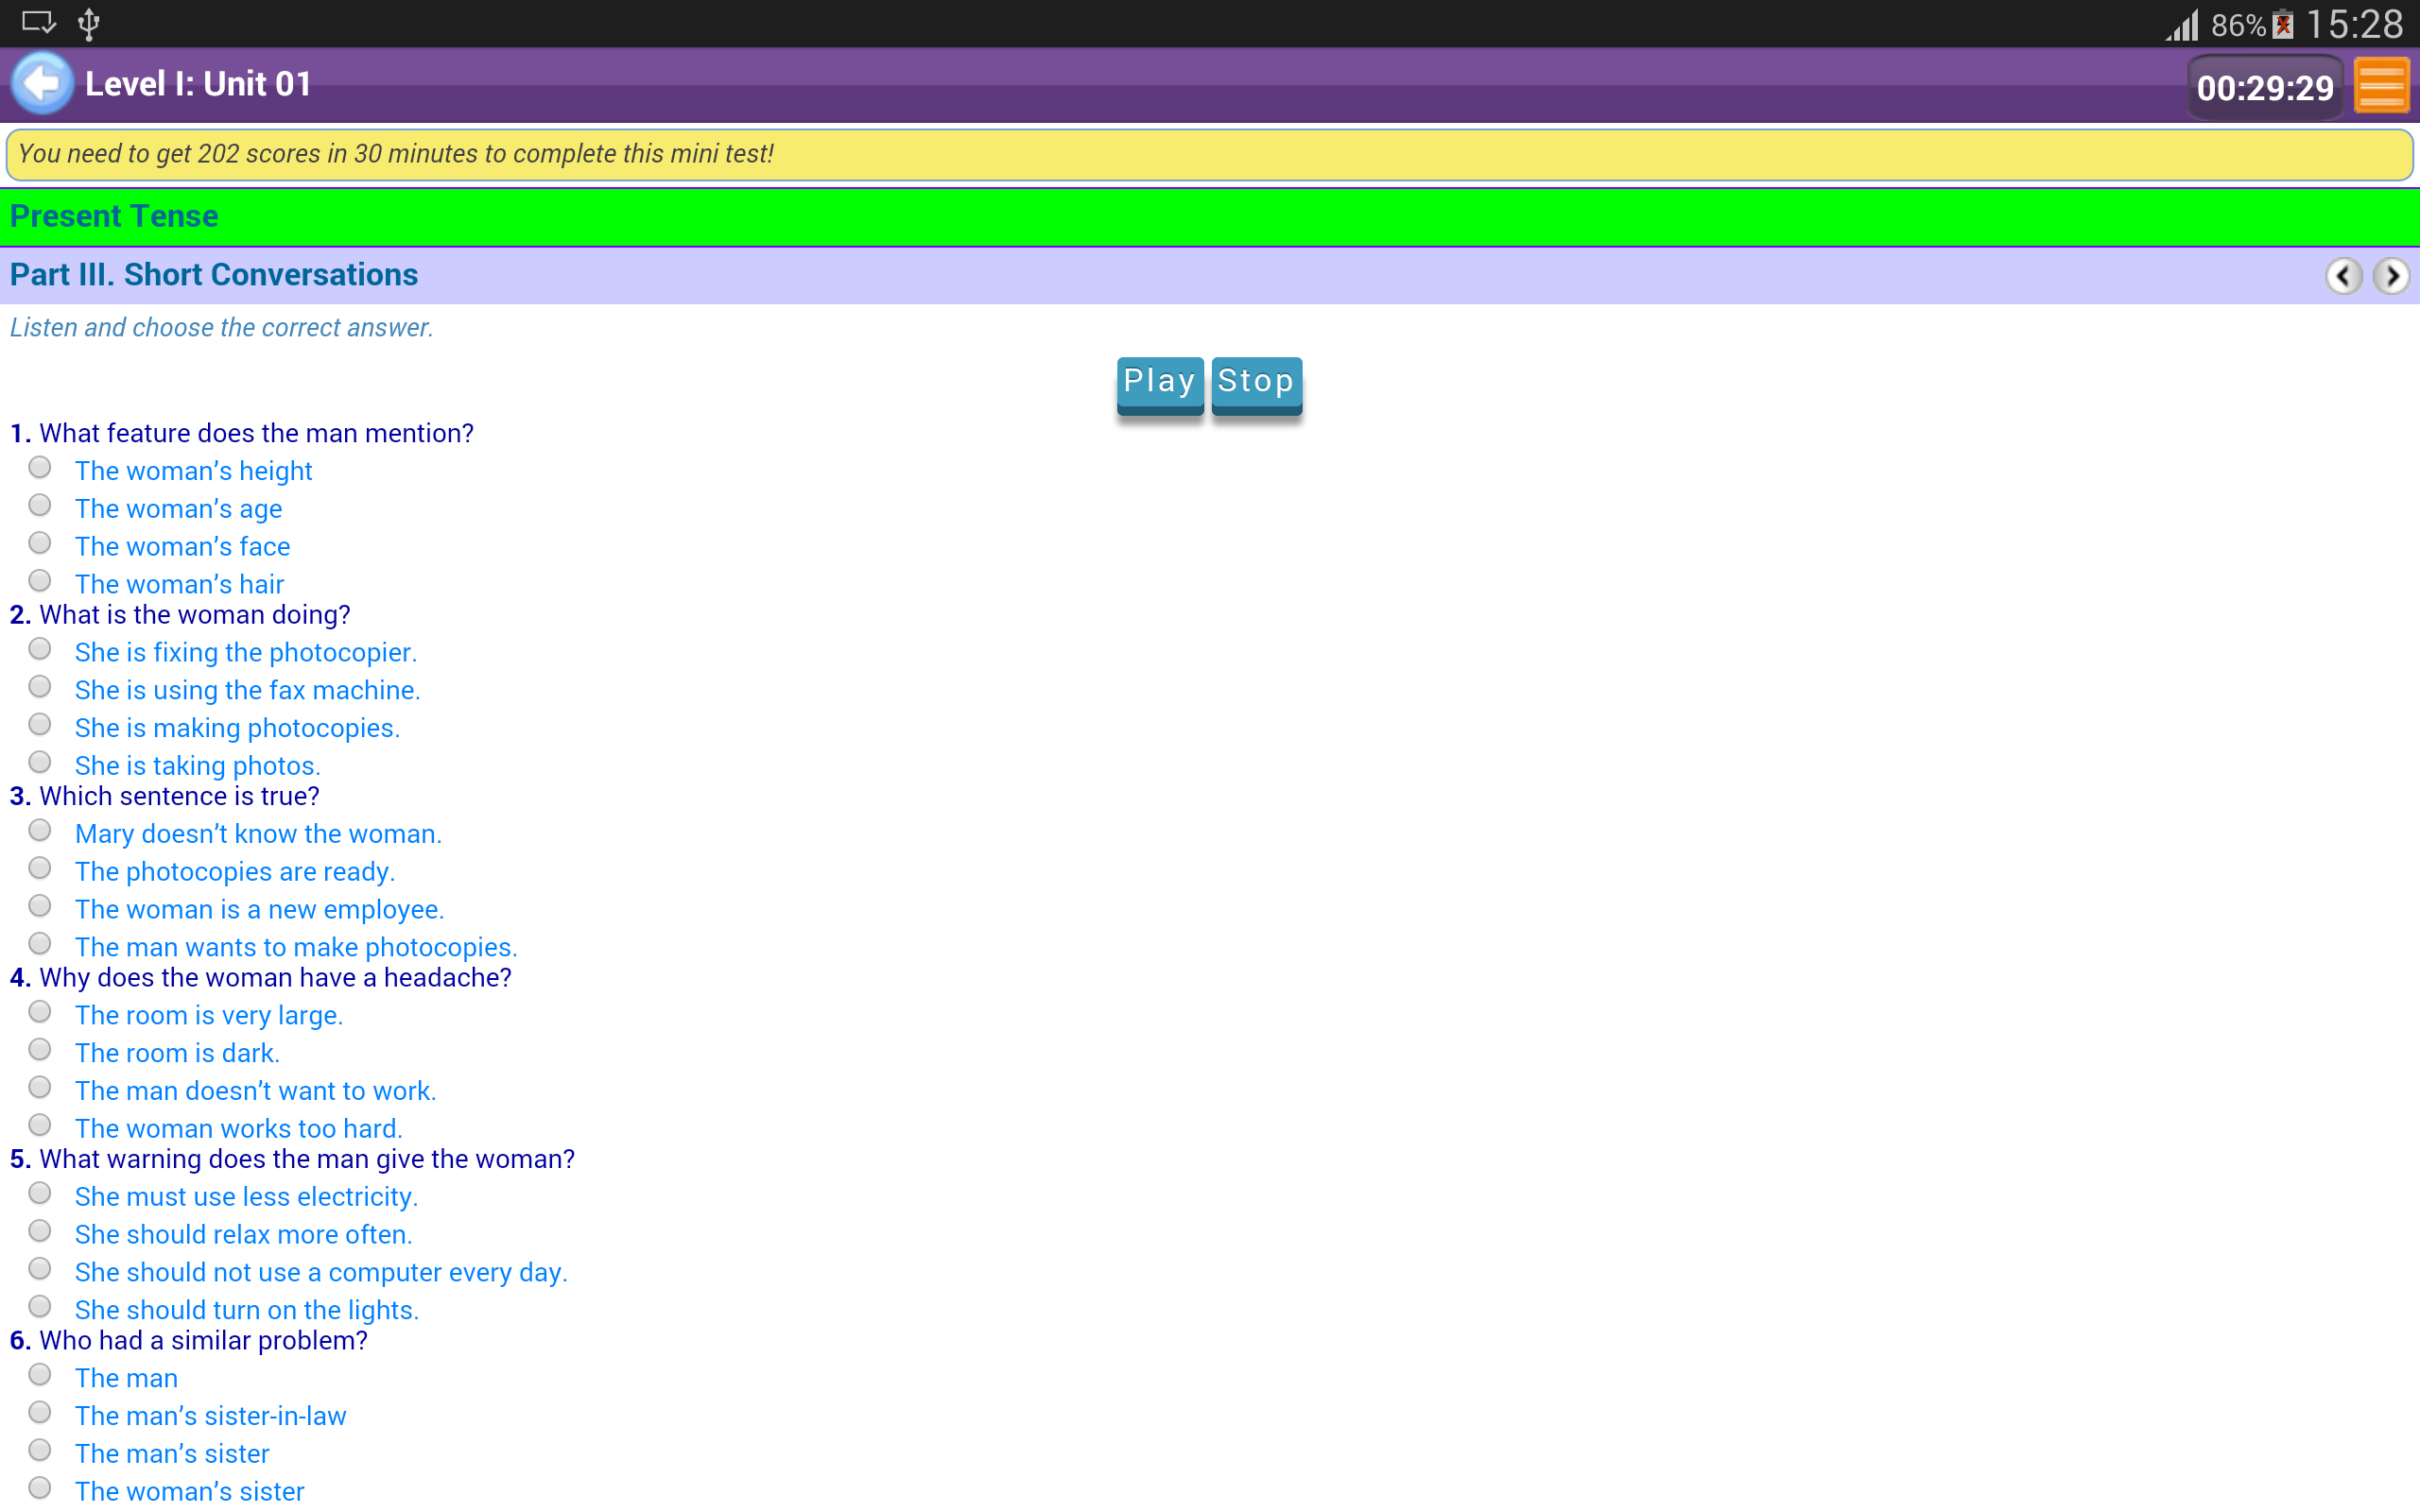 86% 15:28
Level I: Unit 01 00:29:29
You need to get 202 scores in 30 minutes to complete this mini test!
Present Tense
Part III. Short Conversations
Listen and choose the correct answer.
Play Stop
1. What feature does the man mention?
The woman’s height
The woman’s age
The woman’s face
The woman’s hair
2. What is the woman doing?
She is fixing the photocopier.
She is using the fax machine.
She is making photocopies.
She is taking photos.
3. Which sentence is true?
Mary doesn’t know the woman.
The photocopies are ready.
The woman is a new employee.
The man wants to make photocopies.
4. Why does the woman have a headache?
The room is very large.
The room is dark.
The man doesn’t want to work.
The woman works too hard.
5. What warning does the man give the woman?
She must use less electricity.
She should relax more often.
She should not use a computer every day.
She should turn on the lights.
6. Who had a similar problem?
The man
The man’s sister-in-law
The man’s sister
The woman’s sister